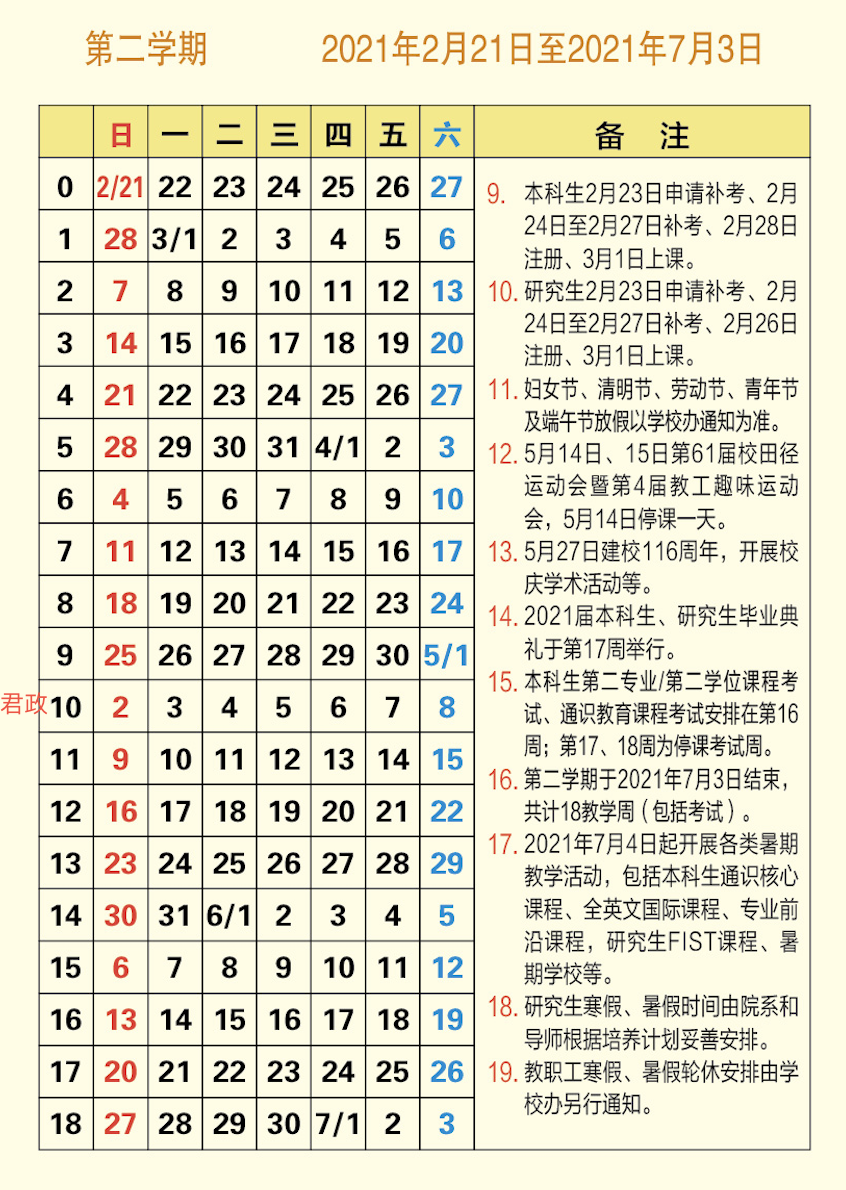 第二学期 2021年2月21日至2021年7月3日
日 一 二 三 四 五 六 备 注
0 2/21 22 23 24 25 26 27
1 28 3/1 2 3 4 5 6
2 7 8 9 10 11 12 13
3 14 15 16 17 18 19 20
4 21 22 23 24 25 26 27
5 28 29 30 31 4/1 2 3
6 4 5 6 7 8 9 10
7 11 12 13 14 15 16 17
8 18 19 20 21 22 23 24
9 25 26 27 28 29 30 5/1
君政 10 2 3 4 5 6 7 8
11 9 10 11 12 13 14 15
12 16 17 18 19 20 21 22
13 23 24 25 26 27 28 29
14 30 31 6/1 2 3 4 5
15 6 7 8 9 10 11 12
16 13 14 15 16 17 18 19
17 20 21 22 23 24 25 26
18 27 28 29 30 7/1 2 3
9. 本科生2月23日申请补考、2月
24日至2月27日补考、2月28日
注册、3月1日上课。
10. 研究生2月23日申请补考、2月
24日至2月27日补考、2月26日
注册、3月1日上课。
11. 妇女节、清明节、劳动节、青年节
及端午节放假以学校办通知为准。
12. 5月14日、15日第61届校田径
运动会暨第4届教工趣味运动
会，5月14日停课一天。
13. 5月27日建校116周年，开展校
庆学术活动等。
14. 2021届本科生、研究生毕业典
礼于第17周举行。
15. 本科生第二专业/第二学位课程考
试、通识教育课程考试安排在第16
周；第17、18周为停课考试周。
16. 第二学期于2021年7月3日结束，
共计18教学周（包括考试）。
17. 2021年7月4日起开展各类暑期
教学活动，包括本科生通识核心
课程、全英文国际课程、专业前
沿课程，研究生FIST课程、暑
期学校等。
18. 研究生寒假、暑假时间由院系和
导师根据培养计划妥善安排。
19. 教职工寒假、暑假轮休安排由学
校办另行通知。